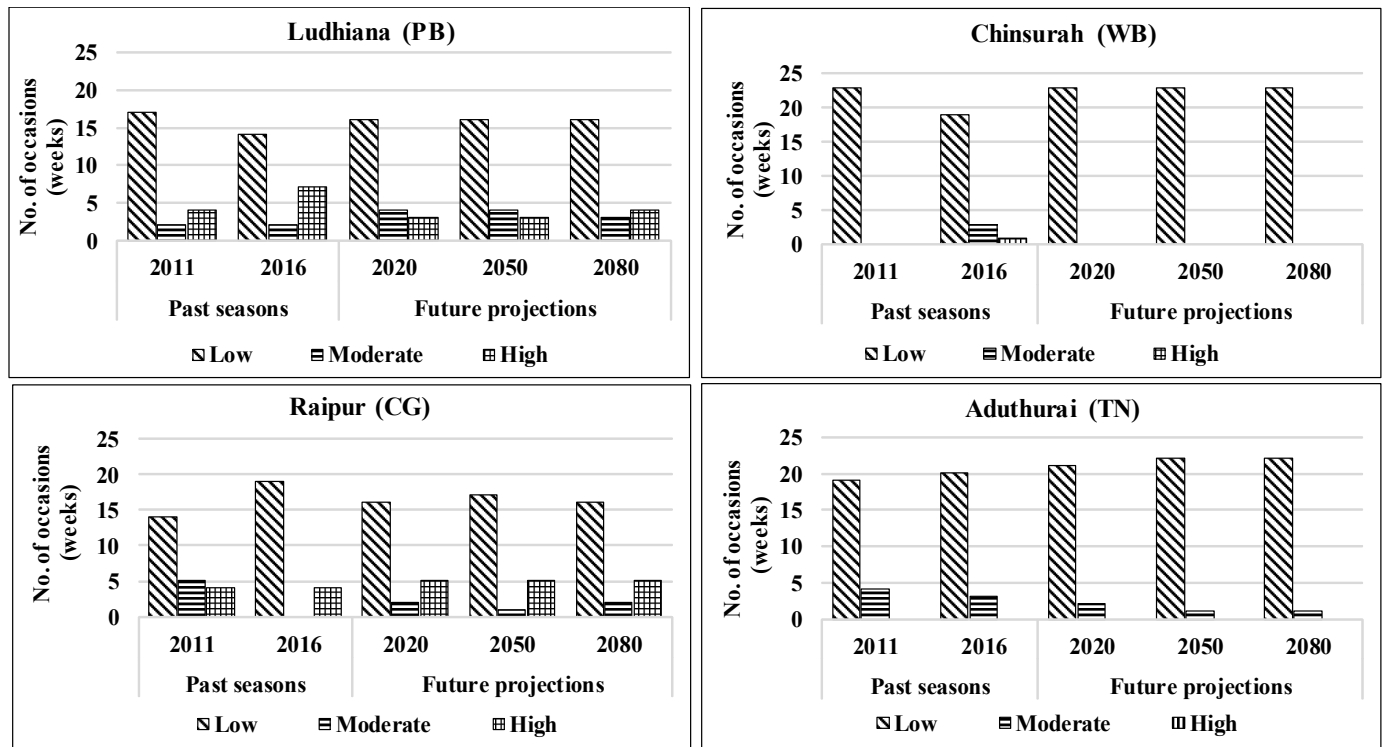 Ludhiana (PB)
No. of occasions
(weeks)
25
20
15
10
5
0
2011 2016 2020 2050 2080
Past seasons Future projections
Low Moderate High
Chinsurah (WB)
No. of occasions
(weeks)
25
20
15
10
5
0
2011 2016 2020 2050 2080
Past seasons Future projections
Low Moderate High
Raipur (CG)
No. of occasions
(weeks)
25
20
15
10
5
0
2011 2016 2020 2050 2080
Past seasons Future projections
Low Moderate High
Aduthurai (TN)
No. of occasions
(weeks)
25
20
15
10
5
0
2011 2016 2020 2050 2080
Past seasons Future projections
Low Moderate High